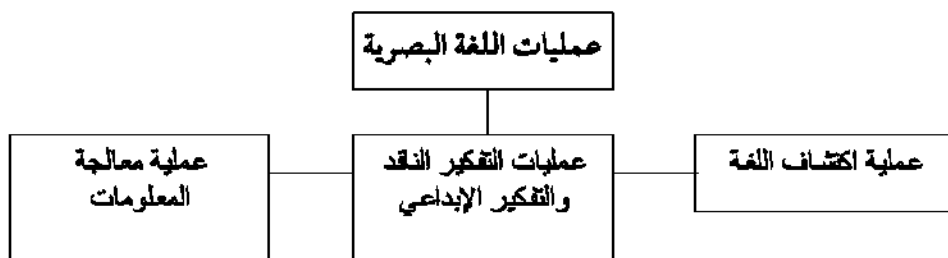 عمليات اللغة البصرية
عملية اكتشاف اللغة
عمليات التفكير الناقد
والتفكير الإبداعي
عملية معالجة
المعلومات